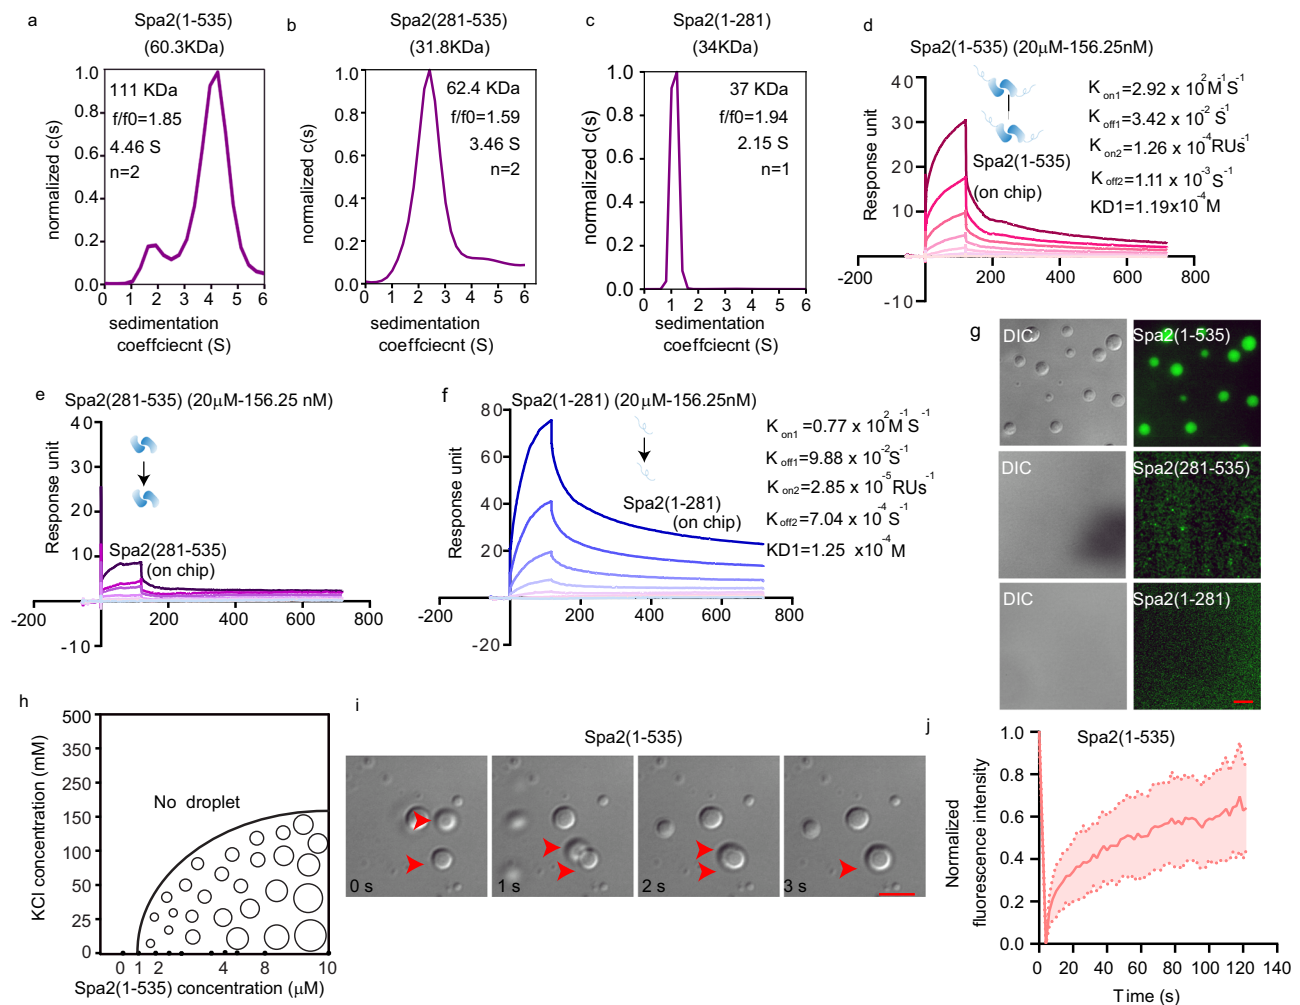 a
Spa2(1-535)
(60.3KDa)
normalized c(s)
1.0
0.8
0.6
0.4
0.2
0.0
111 KDa
f/f0=1.85
4.46 S
n=2
0 1 2 3 4 5 6
sedimentation
coeffciecnt (S)
b
Spa2(281-535)
(31.8KDa)
normalized c(s)
1.0
0.8
0.6
0.4
0.2
0
62.4 KDa
f/f0=1.59
3.46 S
n=2
0 1 2 3 4 5 6
sedimentation
coeffciecnt (S)
c
Spa2(1-281)
(34KDa)
normalized c(s)
1.0
0.8
0.6
0.4
0.2
0.0
37 KDa
f/f0=1.94
2.15 S
n=1
0 1 2 3 4 5 6
sedimentation
coeffciecnt (S)
d
Spa2(1-535) (20μM-156.25nM)
Response unit
40
30
20
10
-10
-200 0 200 400 600 800
Spa2(1-535)
(on chip)
Kon1=2.92 x 10²M⁻¹S⁻¹
Koff1=3.42 x 10⁻² S⁻¹
Kon2=1.26 x 10⁻⁴RUs⁻¹
Koff2=1.11 x 10⁻³S⁻¹
KD1=1.19x10⁻⁴M
e
Spa2(281-535) (20μM-156.25 nM)
Response unit
40
30
20
10
-10
-200 0 200 400 600 800
Spa2(281-535)
(on chip)
f
Spa2(1-281) (20μM-156.25nM)
Response unit
80
60
40
20
-20
-200 0 200 400 600 800
Spa2(1-281)
(on chip)
Kon1=0.77 x 10²M⁻¹S⁻¹
Koff1=9.88 x 10⁻²S⁻¹
Kon2=2.85 x 10⁻⁵RUs⁻¹
Koff2=7.04 x 10⁻⁴S⁻¹
KD1=1.25 x10⁻⁴M
g
DIC
Spa2(1-535)
DIC
Spa2(281-535)
DIC
Spa2(1-281)
h
KCl concentration (mM)
500
350
150
100
50
25
0
No droplet
0 1 2 4 8 10
Spa2(1-535) concentration (μM)
i
Spa2(1-535)
0 s
1 s
2 s
3 s
j
Spa2(1-535)
Normalized
fluorescence intensity
1.0
0.8
0.6
0.4
0.2
0.0
0 20 40 60 80 100 120 140
Time (s)